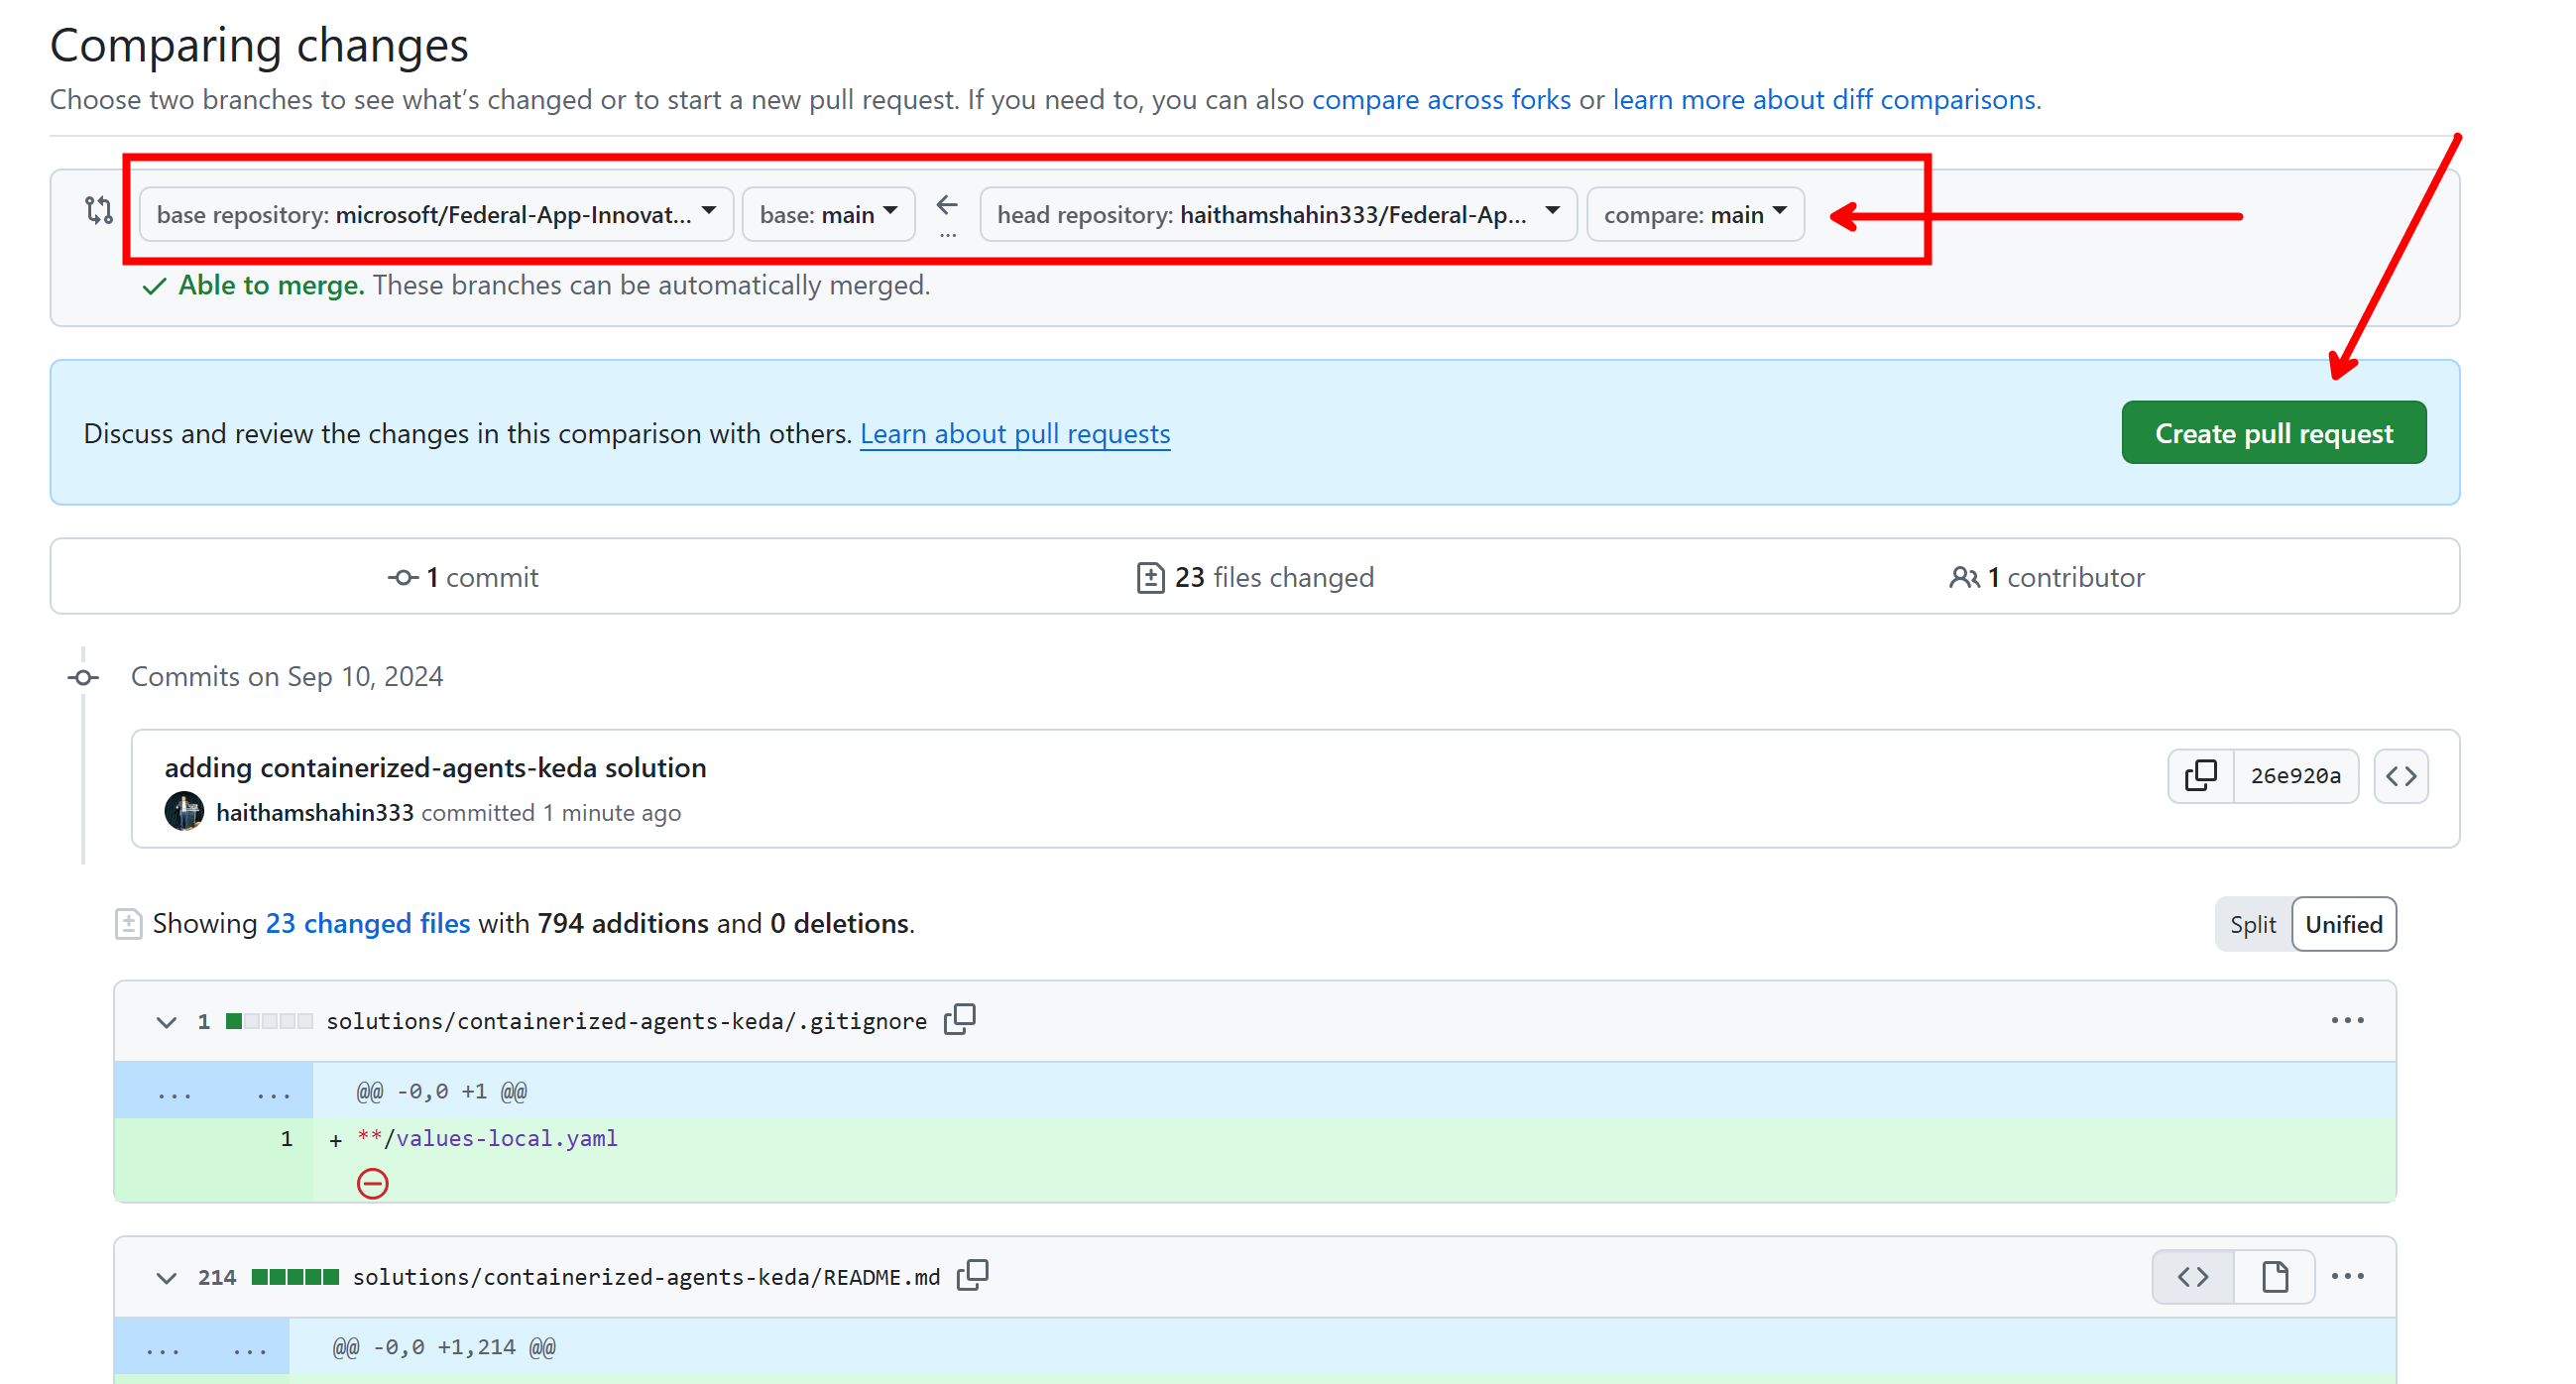 Comparing changes
Choose two branches to see what's changed or to start a new pull request. If you need to, you can also compare across forks or learn more about diff comparisons.
base repository: microsoft/Federal-App-Innovat... base: main ... head repository: haithamshahin333/Federal-Ap... compare: main
Able to merge. These branches can be automatically merged.
Discuss and review the changes in this comparison with others. Learn about pull requests Create pull request
1 commit 23 files changed 1 contributor
Commits on Sep 10, 2024
adding containerized-agents-keda solution
26e920a
haithamshahin333 committed 1 minute ago
Showing 23 changed files with 794 additions and 0 deletions. Split Unified
1 solutions/containerized-agents-keda/.gitignore ...
... ... @@ -0,0 +1 @@
1 + **/values-local.yaml
214 solutions/containerized-agents-keda/README.md ...
... ... @@ -0,0 +1,214 @@